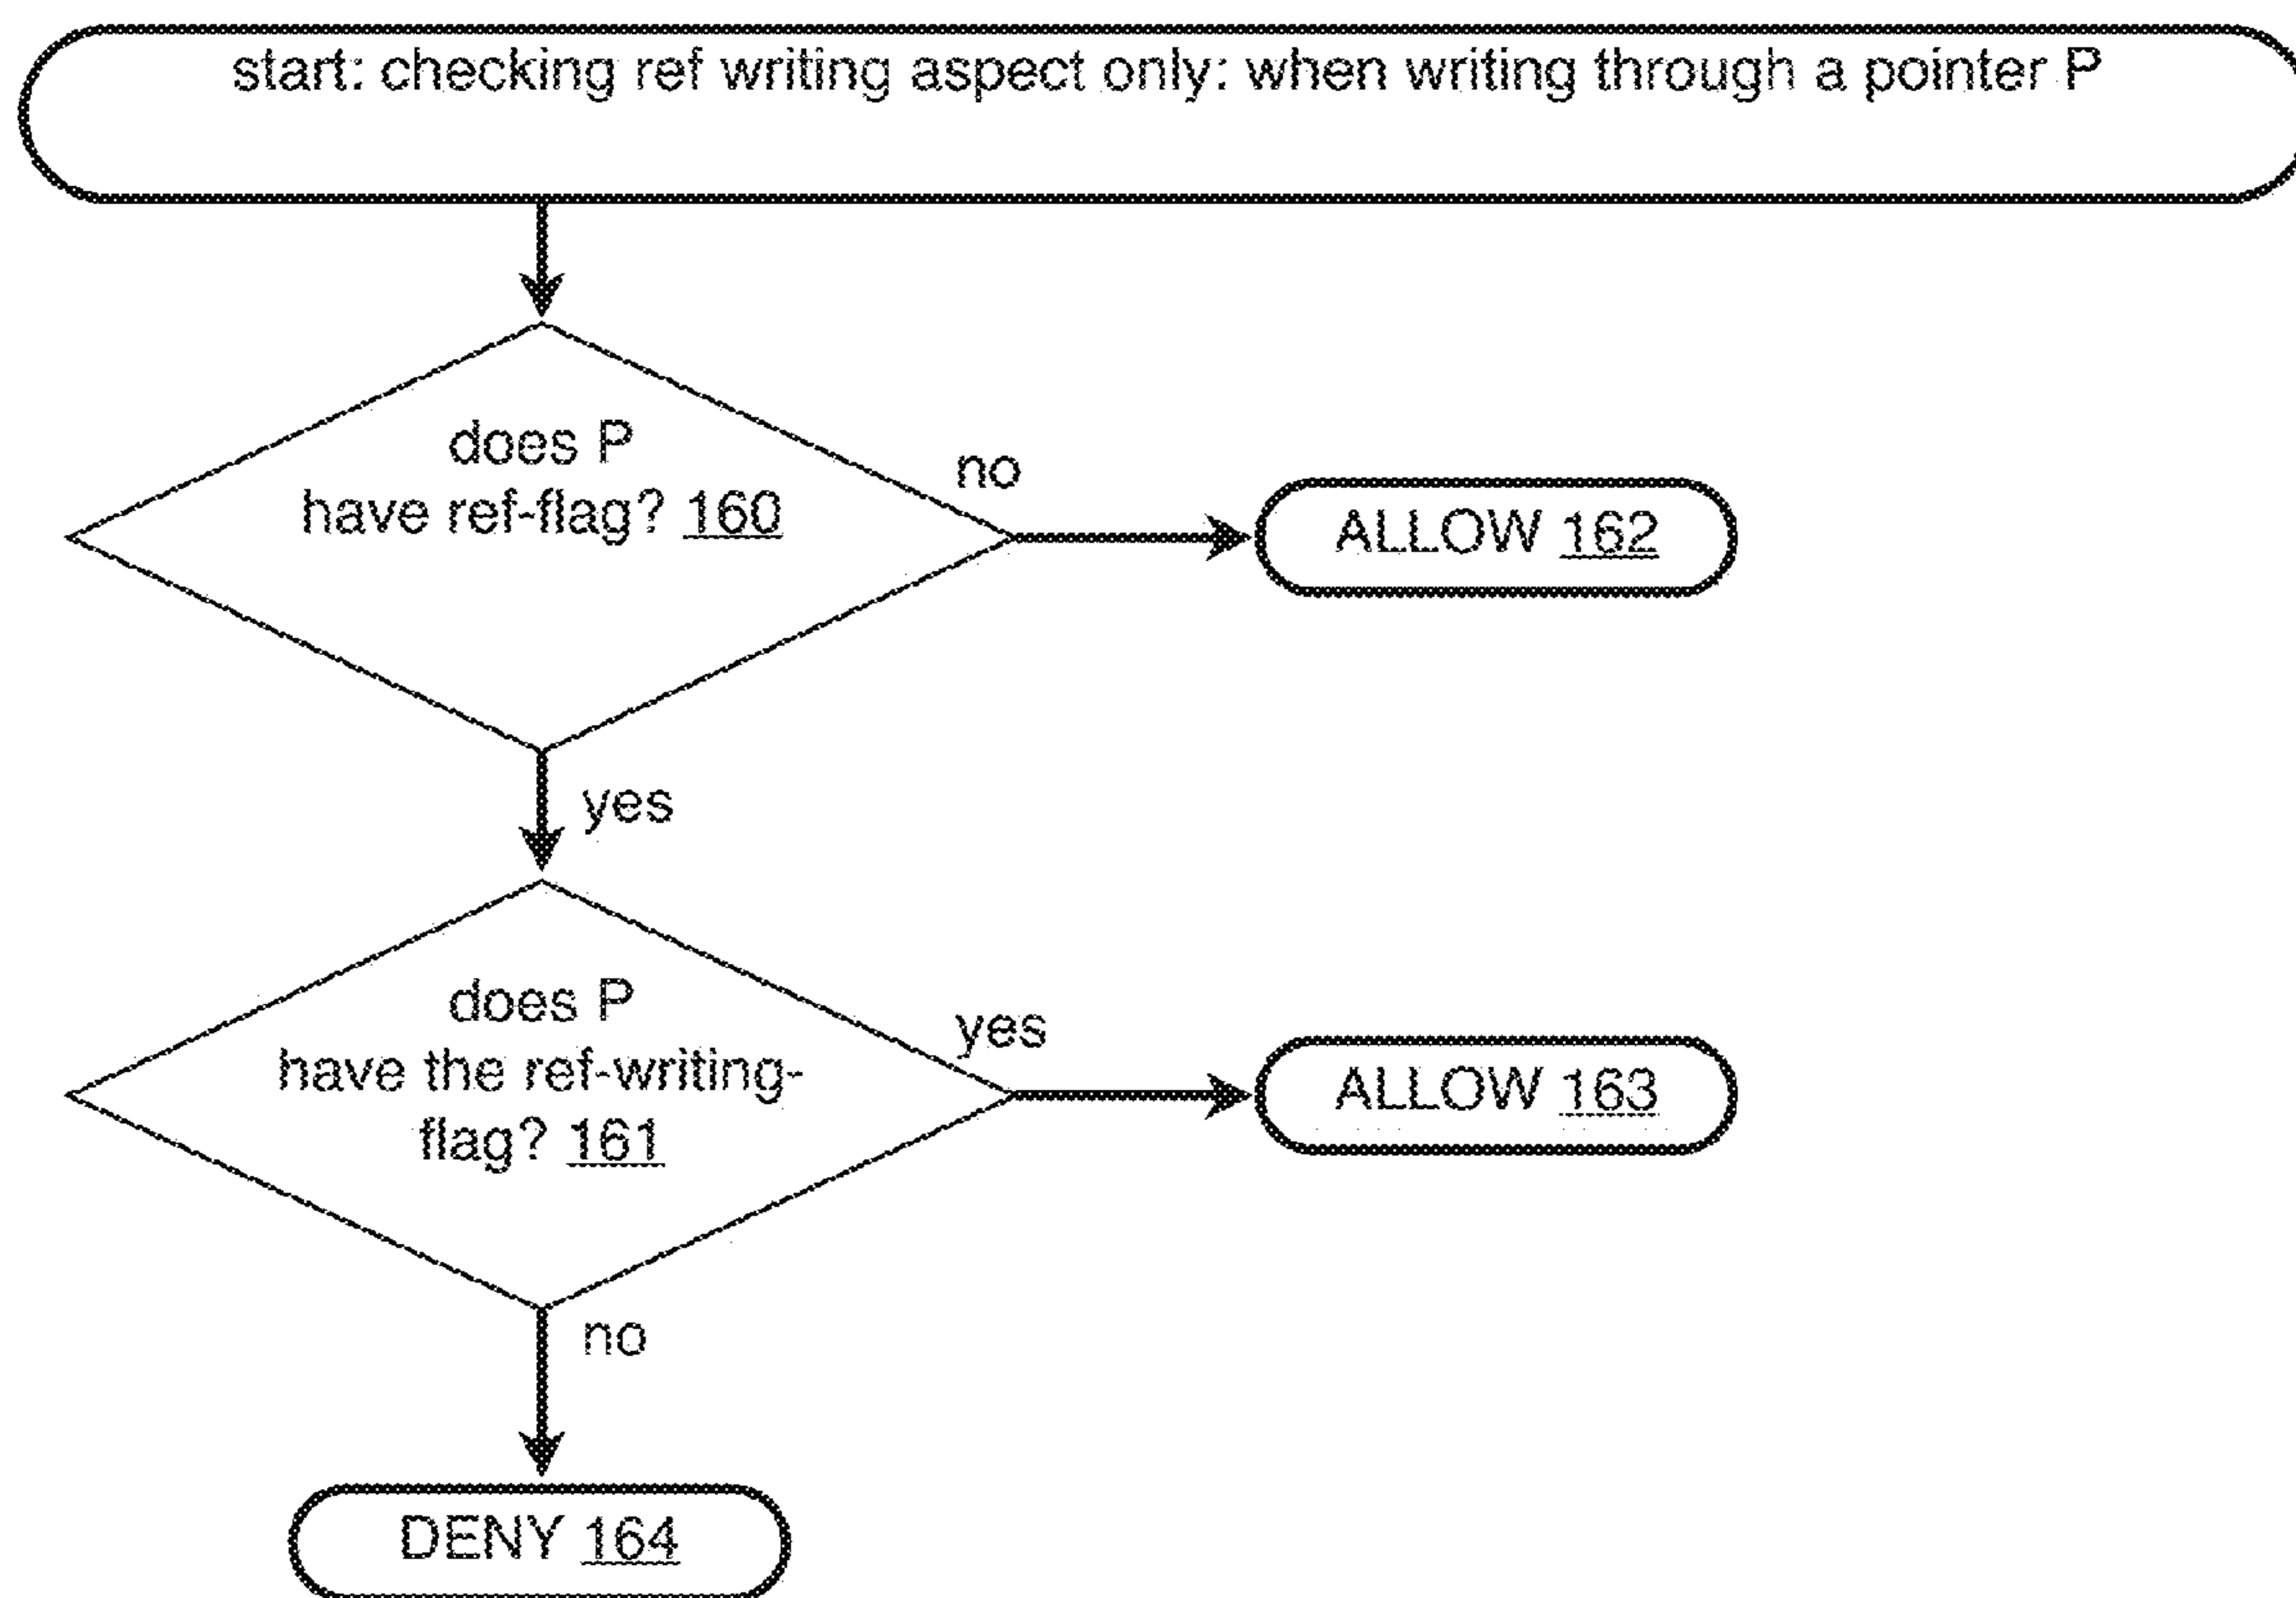 start: checking ref writing aspect only: when writing through a pointer P
does P
have ref-flag? 160
no
ALLOW 162
yes
does P
have the ref-writing-
flag? 161
yes
ALLOW 163
no
DENY 164